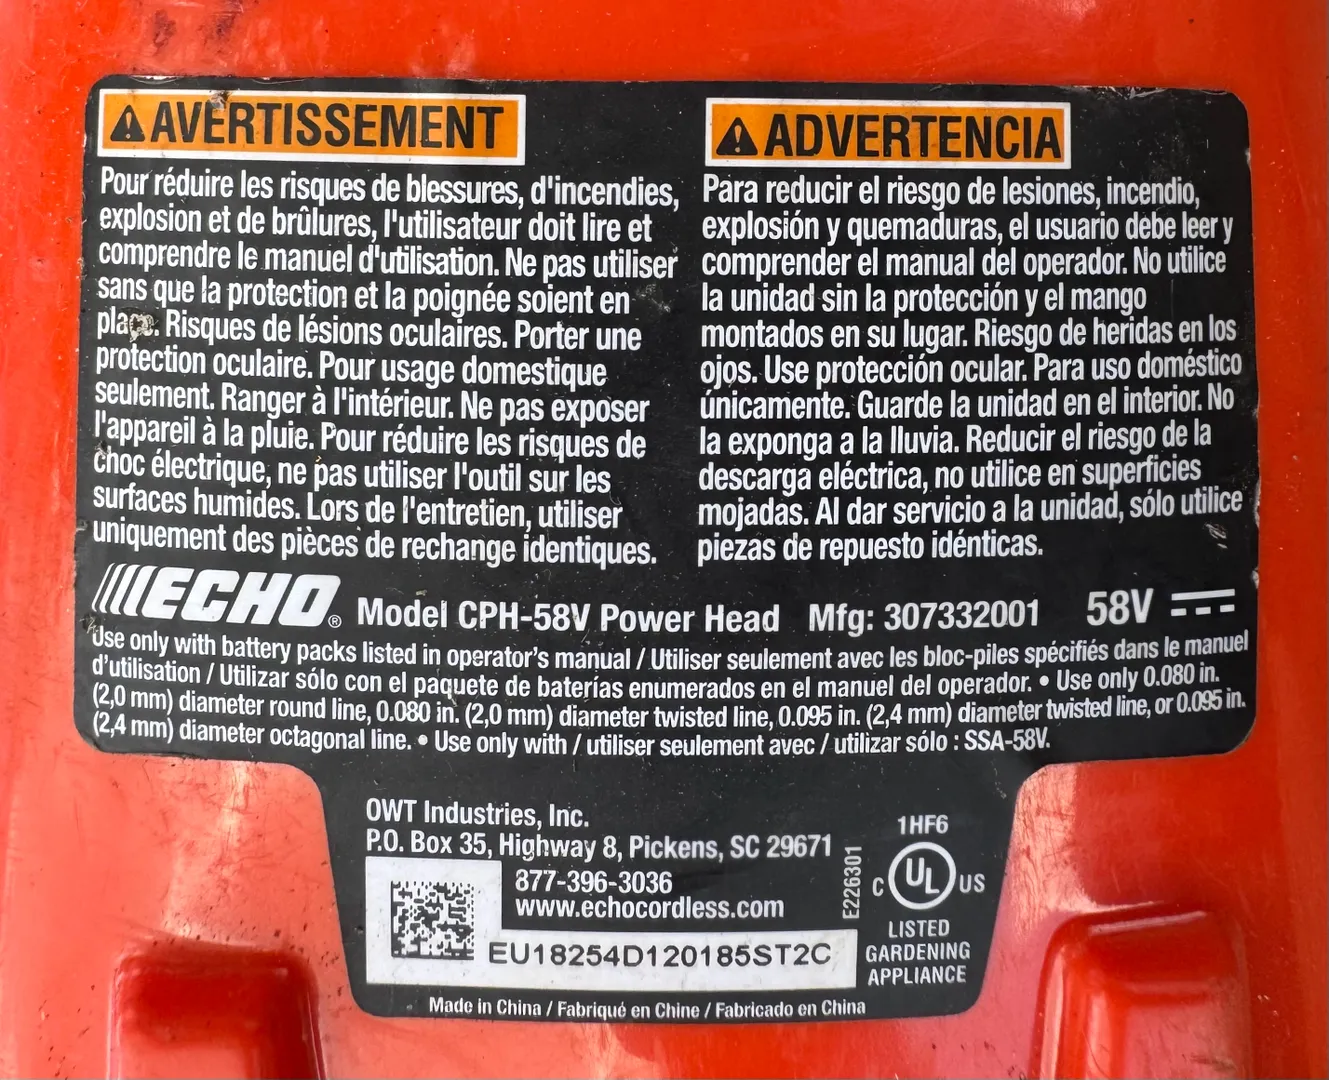 AVERTISSEMENT
Pour réduire les risques de blessures, d'incendies,
explosion et de brûlures, l'utilisateur doit lire et
comprendre le manuel d'utilisation. Ne pas utiliser
sans que la protection et la poignée soient en
place. Risques de lésions oculaires. Porter une
protection oculaire. Pour usage domestique
seulement. Ranger à l'intérieur. Ne pas exposer
l'appareil à la pluie. Pour réduire les risques de
choc électrique, ne pas utiliser l'outil sur les
surfaces humides. Lors de l'entretien, utiliser
uniquement des pièces de rechange identiques.
ADVERTENCIA
Para reducir el riesgo de lesiones, incendio,
explosión y quemaduras, el usuario debe leer y
comprender el manual del operador. No utilice
la unidad sin la protección y el mango
montados en su lugar. Riesgo de heridas en los
ojos. Use protección ocular. Para uso doméstico
únicamente. Guarde la unidad en el interior. No
la exponga a la lluvia. Reducir el riesgo de la
descarga eléctrica, no utilice en superficies
mojadas. Al dar servicio a la unidad, sólo utilice
piezas de repuesto idénticas.
ECHO® Model CPH-58V Power Head Mfg: 307332001 58V
Use only with battery packs listed in operator's manual / Utiliser seulement avec les bloc-piles spécifiés dans le manuel
d'utilisation / Utilizar sólo con el paquete de baterías enumerados en el manual del operador. • Use only 0.080 in.
(2,0 mm) diameter round line, 0.080 in. (2,0 mm) diameter twisted line, 0.095 in. (2,4 mm) diameter twisted line, or 0.095 in.
(2,4 mm) diameter octagonal line. • Use only with / utiliser seulement avec / utilizar sólo : SSA-58V.
OWT Industries, Inc.
P.O. Box 35, Highway 8, Pickens, SC 29671
877-396-3036
www.echocordless.com
EU18254D120185ST2C
E226301
1HF6
C UL US
LISTED
GARDENING
APPLIANCE
Made in China / Fabriqué en Chine / Fabricado en China